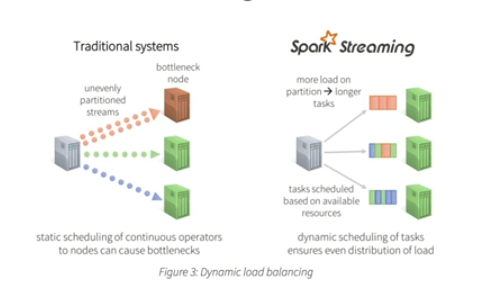 Traditional systems
bottleneck
node
unevenly
partitioned
streams
static scheduling of continuous operators
to nodes can cause bottlenecks
Spark Streaming
more load on
partition → longer
tasks
tasks scheduled
based on available
resources
dynamic scheduling of tasks
ensures even distribution of load
Figure 3: Dynamic load balancing